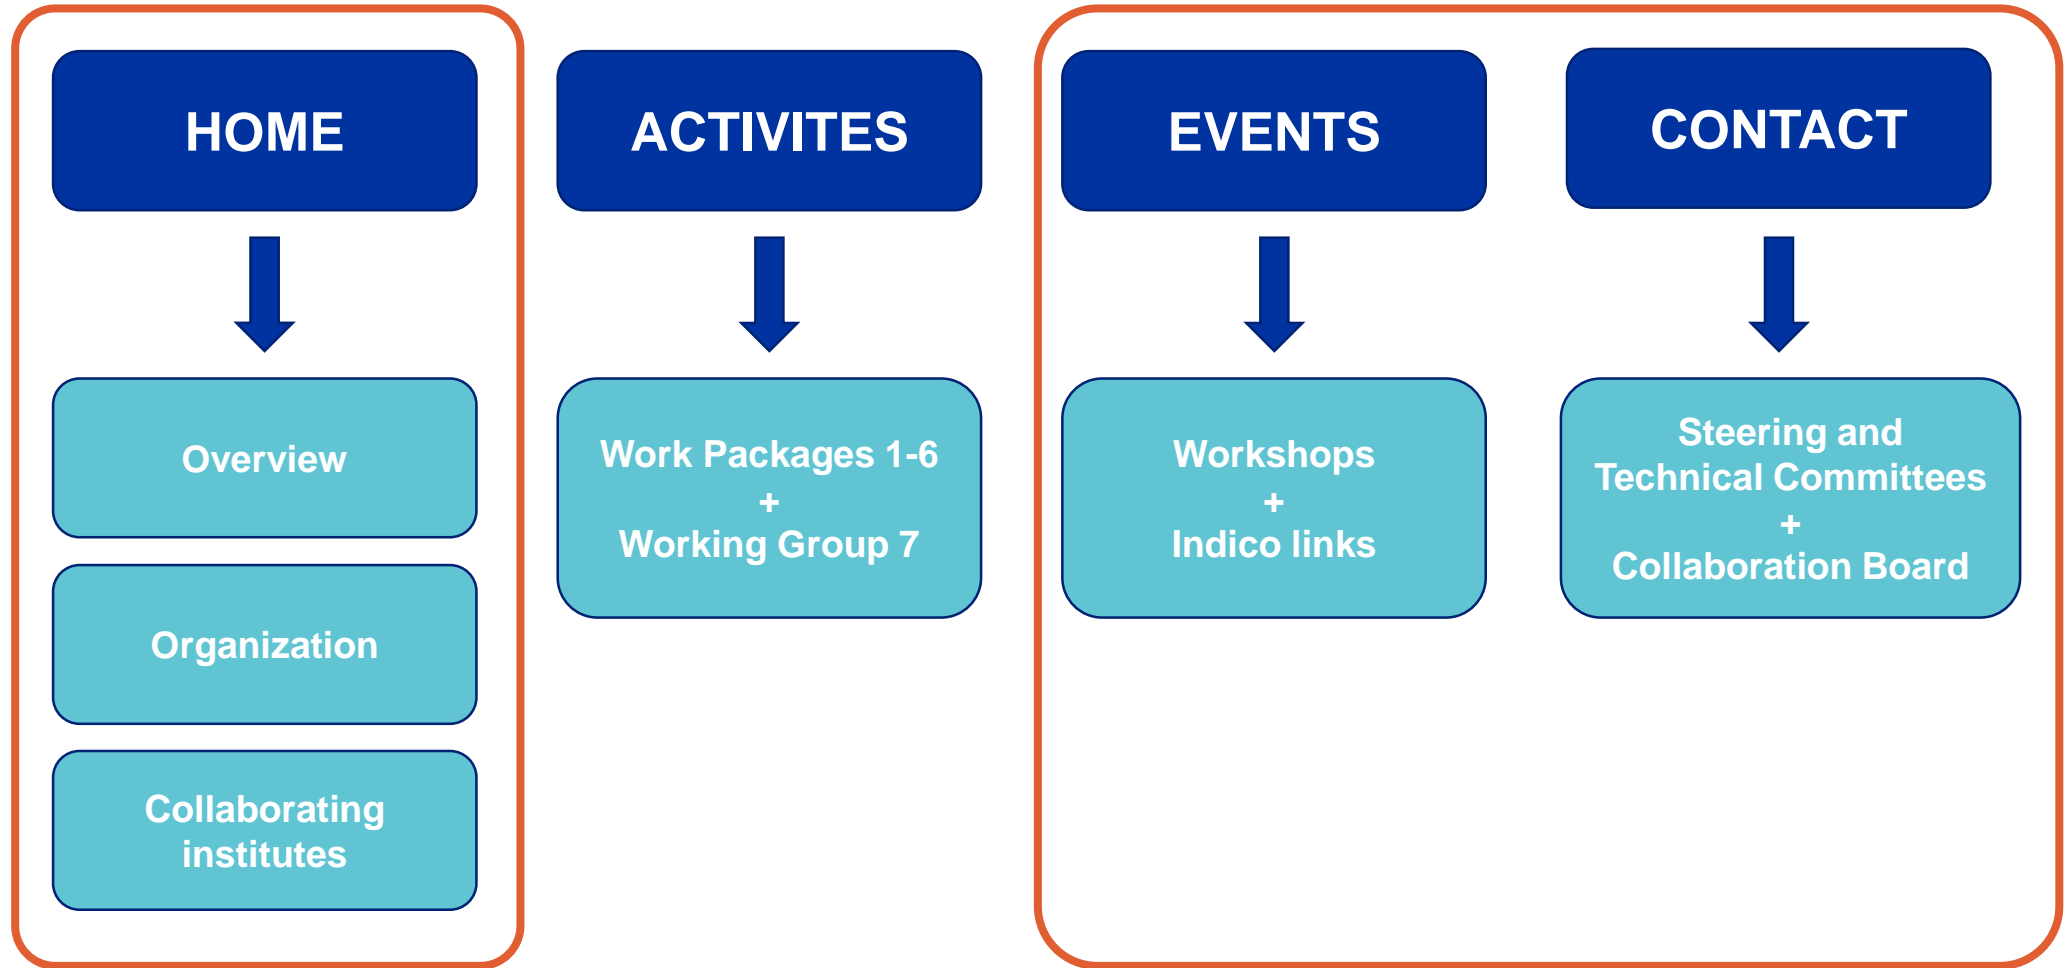 HOME
ACTIVITES
EVENTS
CONTACT
Overview
Organization
Collaborating
institutes
Work Packages 1-6
+
Working Group 7
Workshops
+
Indico links
Steering and
Technical Committees
+
Collaboration Board